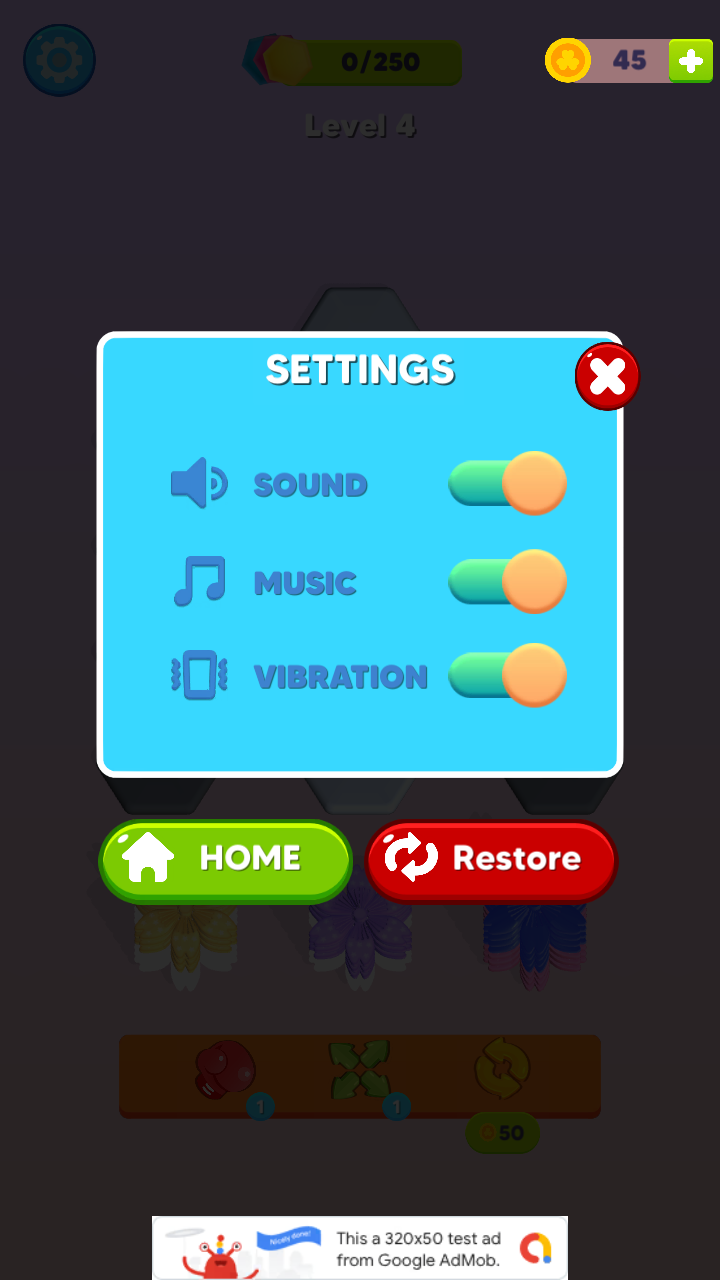 0/250
45
Level 4
SETTINGS
SOUND
MUSIC
VIBRATION
HOME
Restore
1
1
50
Nicely done!
This a 320x50 test ad
from Google AdMob.